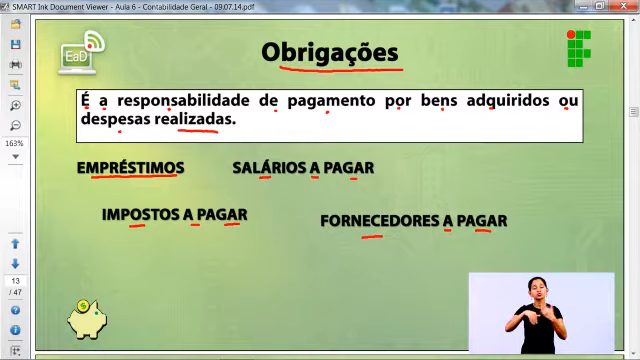 SMART Ink Document Viewer - Aula 6 - Contabilidade Geral - 09.07.14.pdf
EaD
Obrigações
É a responsabilidade de pagamento por bens adquiridos ou
despesas realizadas.
163%
EMPRÉSTIMOS SALÁRIOS A PAGAR
IMPOSTOS A PAGAR
FORNECEDORES A PAGAR
13
/ 47